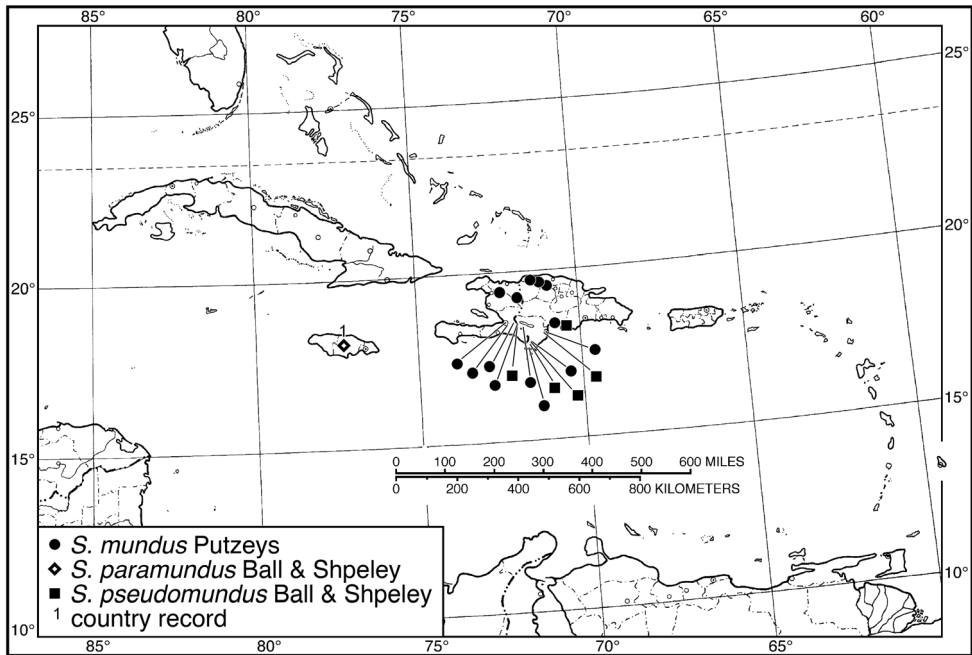 85° 80° 75° 70° 65° 60°
25°
25°
20°
20°
1
15°
15°
0 100 200 300 400 600 MILES
0 200 400 600 800 KILOMETERS
● S. mundus Putzeys
S. paramundus Ball & Shpeley
■ S. pseudomundus Ball & Shpeley
1 country record
10°
10°
85° 80° 75° 70° 65°